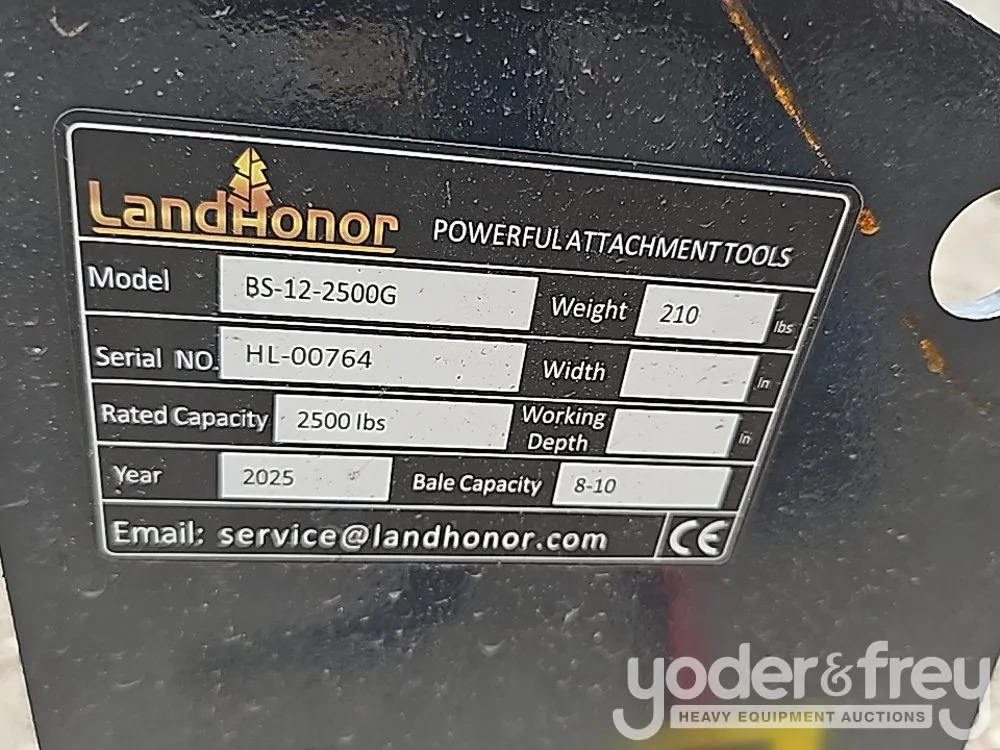 LandHonor POWERFUL ATTACHMENT TOOLS
Model BS-12-2500G Weight 210 lbs
Serial NO. HL-00764 Width In
Rated Capacity 2500 lbs Working Depth In
Year 2025 Bale Capacity 8-10
Email: service@landhonor.com CE
yoder&frey
HEAVY EQUIPMENT AUCTIONS